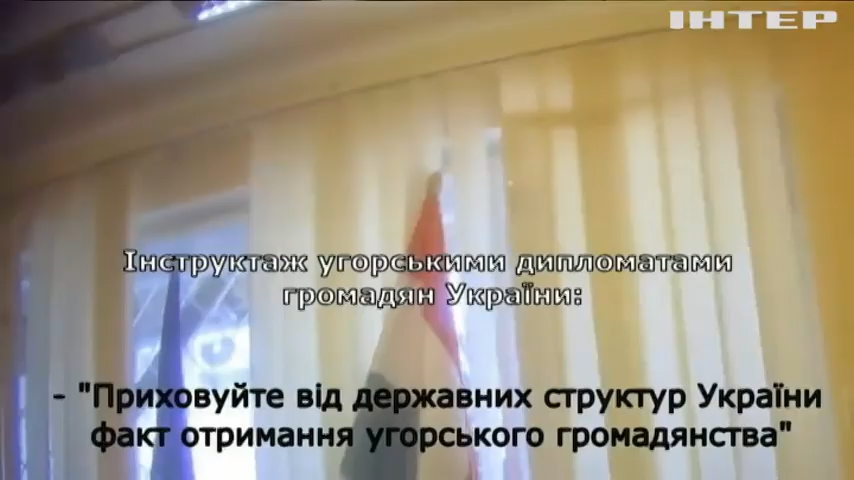 ІНТЕР
Інструктаж угорськими дипломатами
громадян України:
- "Приховуйте від державних структур України
факт отримання угорського громадянства"